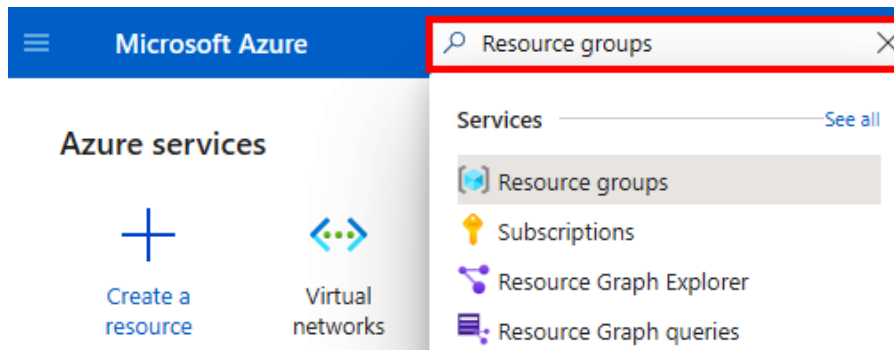 Microsoft Azure
Resource groups
Azure services
Create a
resource
Virtual
networks
Services
See all
Resource groups
Subscriptions
Resource Graph Explorer
Resource Graph queries